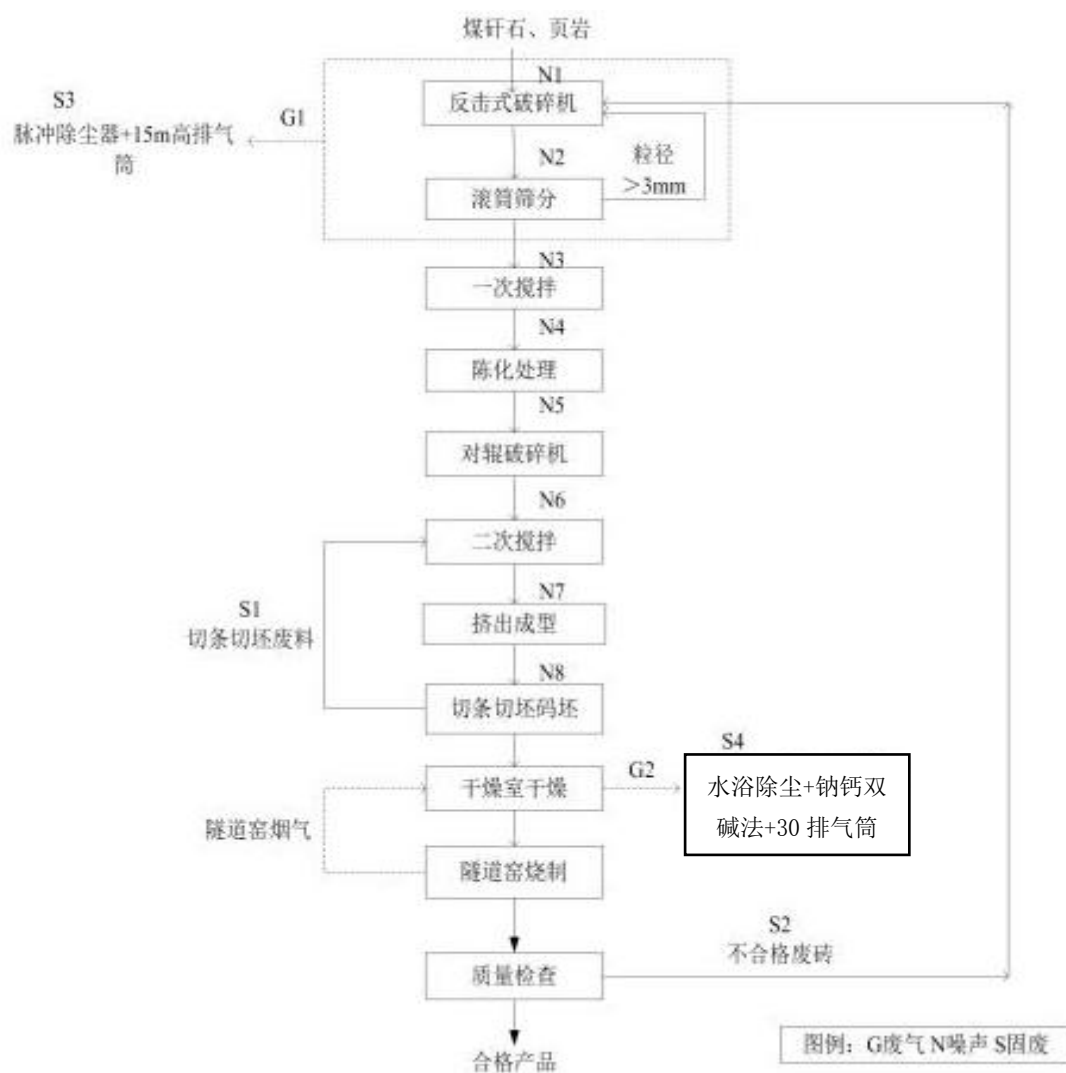 煤矸石、页岩
N1
反击式破碎机
S3
G1
脉冲除尘器+15m高排气
筒
N2
粒径
＞3mm
滚筒筛分
N3
一次搅拌
N4
陈化处理
N5
对辊破碎机
N6
二次搅拌
S1
切条切坯废料
N7
挤出成型
N8
切条切坯码坯
S4
G2
干燥室干燥
水浴除尘+钠钙双
碱法+30 排气筒
隧道窑烟气
隧道窑烧制
S2
不合格废砖
质量检查
合格产品
图例：G废气 N噪声 S固废